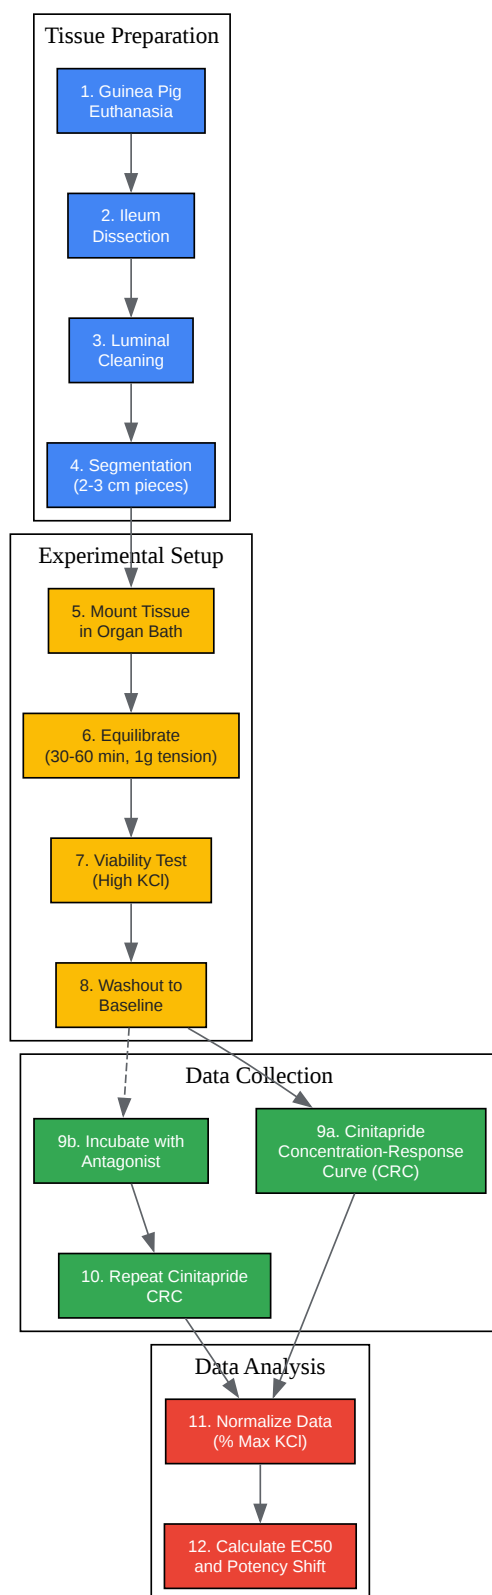 Tissue Preparation
1. Guinea Pig
Euthanasia
2. Ileum
Dissection
3. Luminal
Cleaning
4. Segmentation
(2-3 cm pieces)
Experimental Setup
5. Mount Tissue
in Organ Bath
6. Equilibrate
(30-60 min, 1g tension)
7. Viability Test
(High KCl)
8. Washout to
Baseline
Data Collection
9b. Incubate with
Antagonist
9a. Cinitapride
Concentration-Response
Curve (CRC)
10. Repeat Cinitapride
CRC
Data Analysis
11. Normalize Data
(% Max KCl)
12. Calculate EC50
and Potency Shift